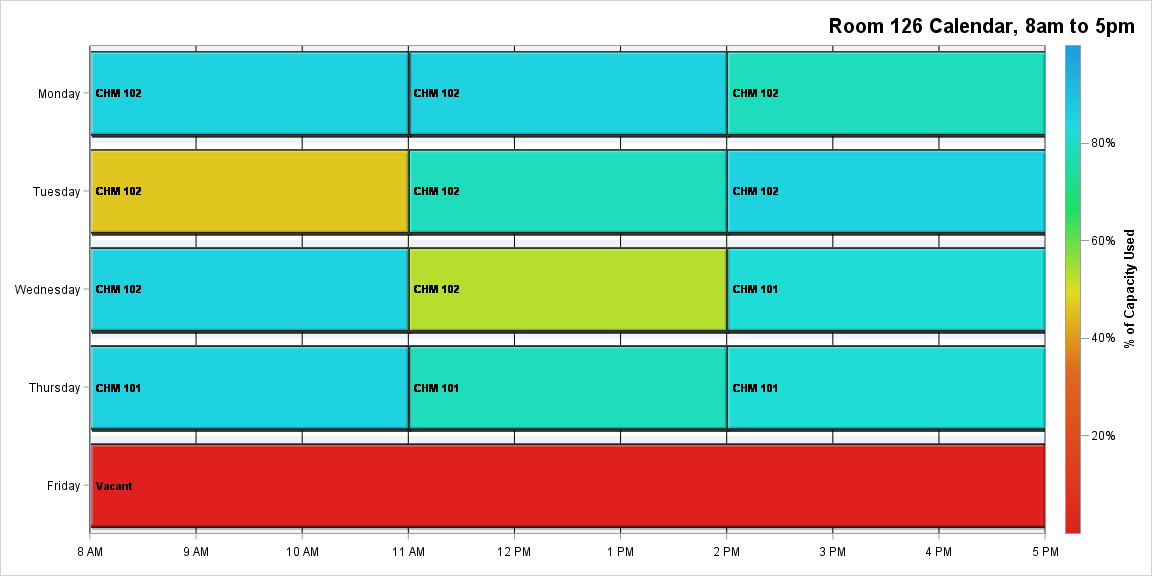 Room 126 Calendar, 8am to 5pm
Monday
CHM 102
CHM 102
CHM 102
Tuesday
CHM 102
CHM 102
CHM 102
Wednesday
CHM 102
CHM 102
CHM 101
Thursday
CHM 101
CHM 101
CHM 101
Friday
Vacant
8 AM
9 AM
10 AM
11 AM
12 PM
1 PM
2 PM
3 PM
4 PM
5 PM
80%
60%
40%
20%
% of Capacity Used